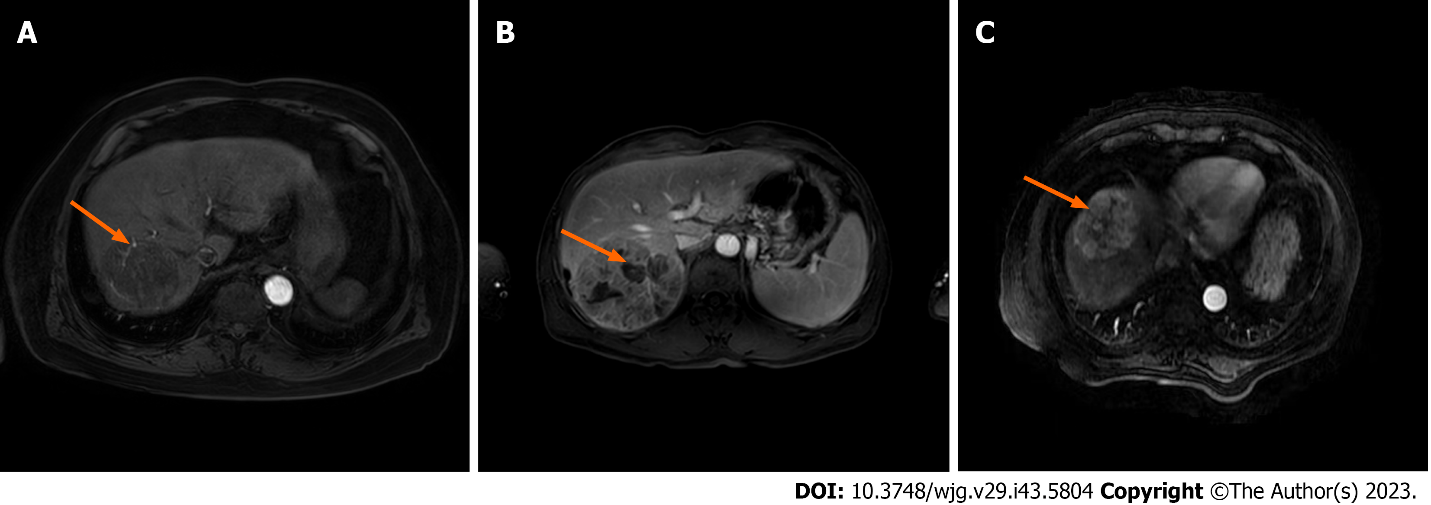 A
B
C
DOI: 10.3748/wjg.v29.i43.5804 Copyright ©The Author(s) 2023.